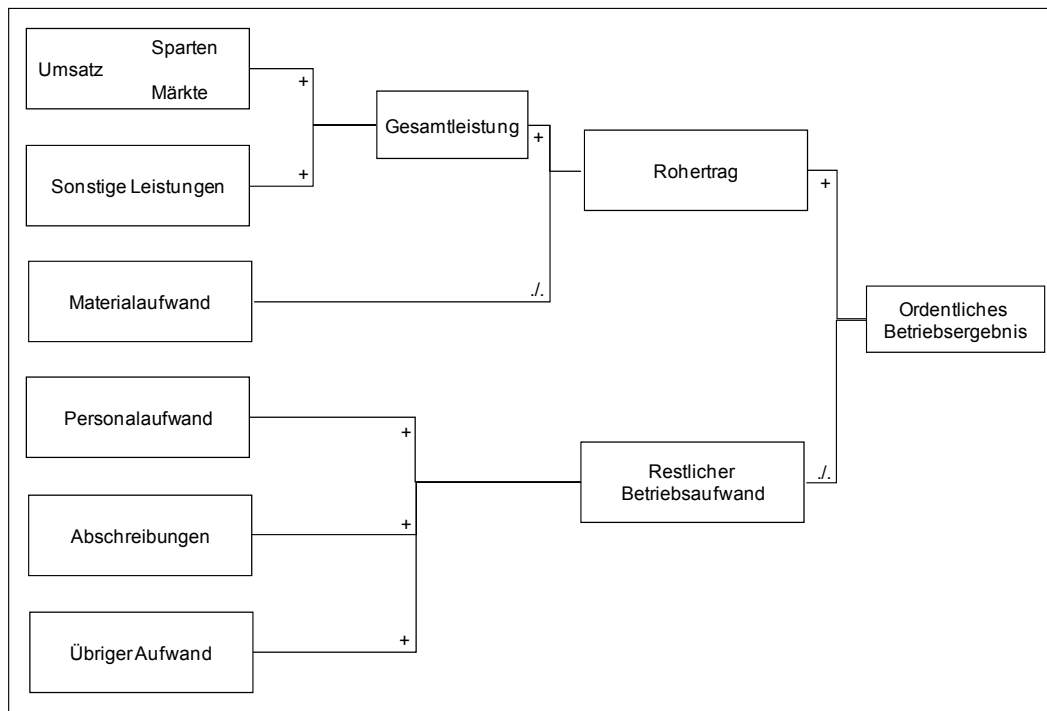 Umsatz
Sparten
Märkte
+
Gesamtleistung
+
Sonstige Leistungen
+
Rohertrag
+
Materialaufwand
./.
Ordentliches
Betriebsergebnis
Personalaufwand
+
Restlicher
Betriebsaufwand
./.
Abschreibungen
+
Übriger Aufwand
+